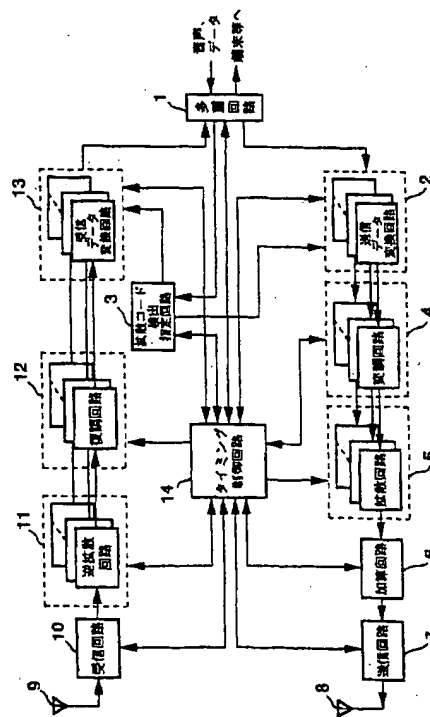 9
10
受信回路
11
逆拡散
回路
12
復調回路
13
受信
データ
変換回路
14
タイミング
制御回路
3
拡散コード
検出
指定回路
1
多重回路
音声、データ
端末等へ
8
送信回路
7
加算回路
6
拡散回路
5
変調回路
4
送信
データ
変換回路
2